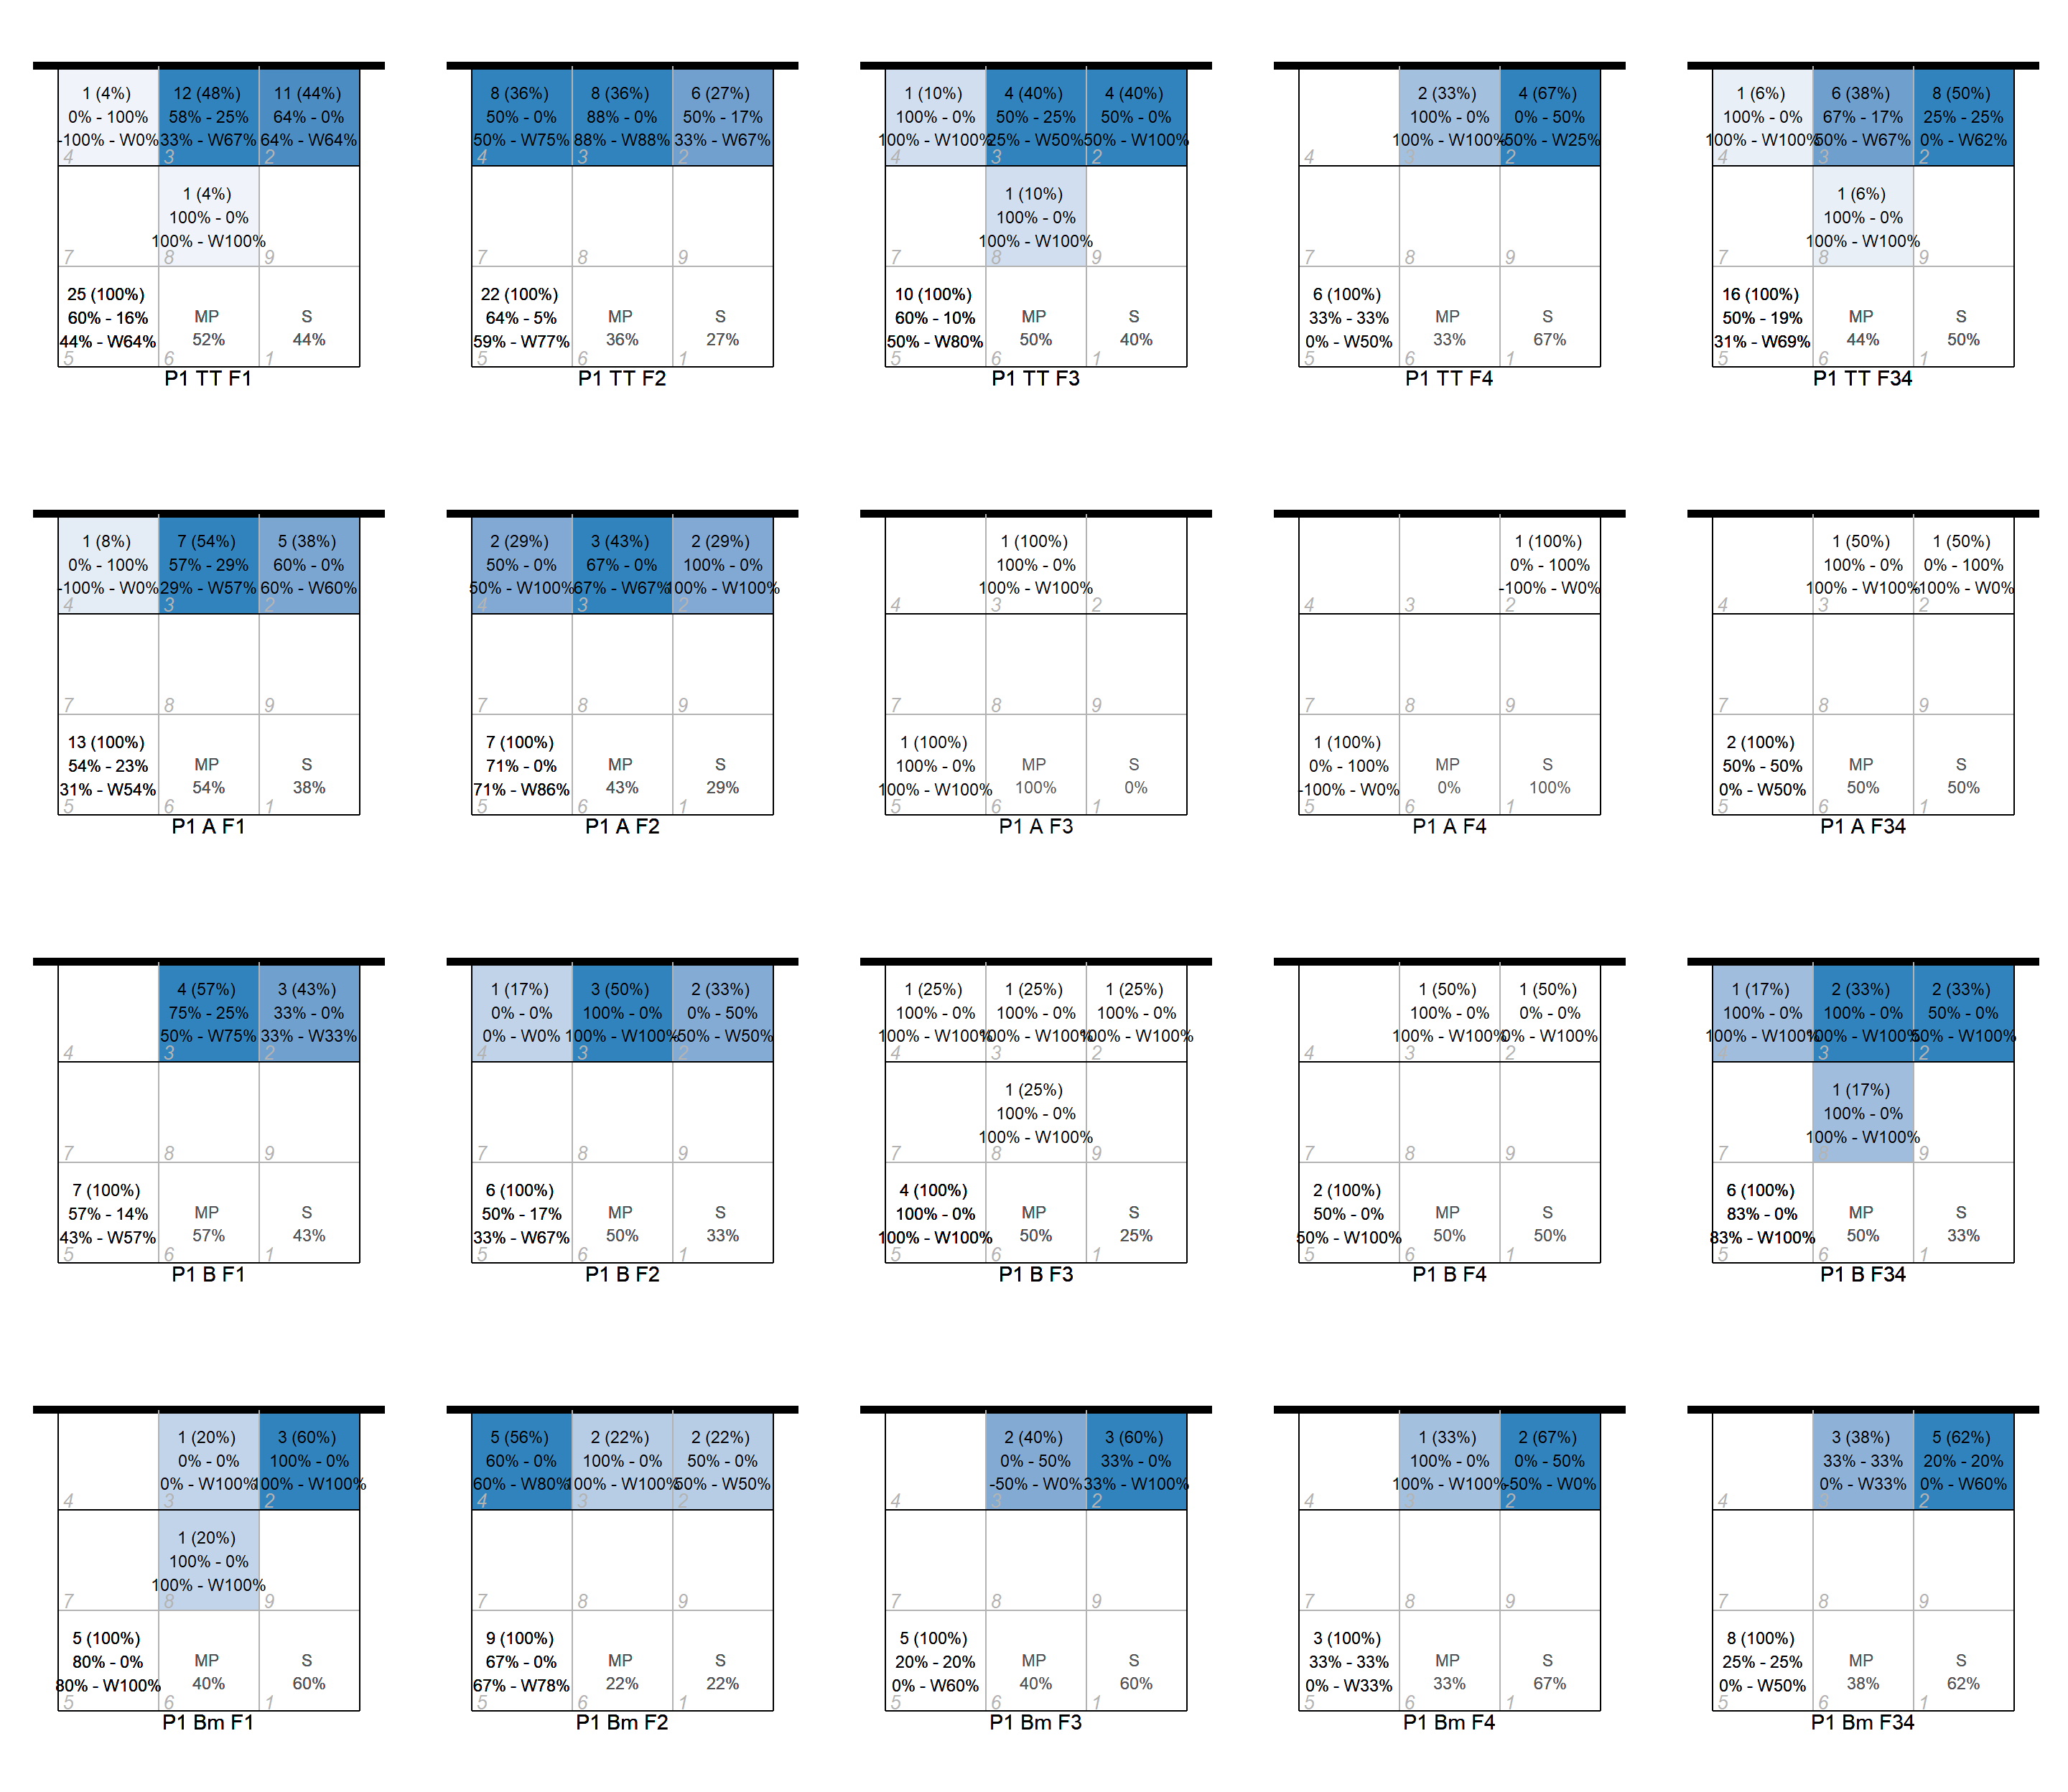 1 (4%)
0% - 100%
-100% - W0%
4
12 (48%)
58% - 25%
33% - W67%
3
11 (44%)
64% - 0%
64% - W64%
2
7
1 (4%)
100% - 0%
100% - W100%
8
9
25 (100%)
60% - 16%
44% - W64%
5
MP
52%
6
S
44%
1
P1 TT F1
8 (36%)
50% - 0%
50% - W75%
4
8 (36%)
88% - 0%
88% - W88%
3
6 (27%)
50% - 17%
33% - W67%
2
7
8
9
22 (100%)
64% - 5%
59% - W77%
5
MP
36%
6
S
27%
1
P1 TT F2
1 (10%)
100% - 0%
100% - W100%
4
4 (40%)
50% - 25%
25% - W50%
3
4 (40%)
50% - 0%
50% - W100%
2
7
1 (10%)
100% - 0%
100% - W100%
8
9
10 (100%)
60% - 10%
50% - W80%
5
MP
50%
6
S
40%
1
P1 TT F3
4
2 (33%)
100% - 0%
100% - W100%
3
4 (67%)
0% - 50%
-50% - W25%
2
7
8
9
6 (100%)
33% - 33%
0% - W50%
5
MP
33%
6
S
67%
1
P1 TT F4
1 (6%)
100% - 0%
100% - W100%
4
6 (38%)
67% - 17%
50% - W67%
3
8 (50%)
25% - 25%
0% - W62%
2
7
1 (6%)
100% - 0%
100% - W100%
8
9
16 (100%)
50% - 19%
31% - W69%
5
MP
44%
6
S
50%
1
P1 TT F34
1 (8%)
0% - 100%
-100% - W0%
4
7 (54%)
57% - 29%
29% - W57%
3
5 (38%)
60% - 0%
60% - W60%
2
7
8
9
13 (100%)
54% - 23%
31% - W54%
5
MP
54%
6
S
38%
1
P1 A F1
2 (29%)
50% - 0%
50% - W100%
4
3 (43%)
67% - 0%
67% - W67%
3
2 (29%)
100% - 0%
100% - W100%
2
7
8
9
7 (100%)
71% - 0%
71% - W86%
5
MP
43%
6
S
29%
1
P1 A F2
4
1 (100%)
100% - 0%
100% - W100%
3
2
7
8
9
1 (100%)
100% - 0%
100% - W100%
5
MP
100%
6
S
0%
1
P1 A F3
4
3
1 (100%)
0% - 100%
-100% - W0%
2
7
8
9
1 (100%)
0% - 100%
-100% - W0%
5
MP
0%
6
S
100%
1
P1 A F4
4
1 (50%)
100% - 0%
100% - W100%
3
1 (50%)
0% - 100%
-100% - W0%
2
7
8
9
2 (100%)
50% - 50%
0% - W50%
5
MP
50%
6
S
50%
1
P1 A F34
4
4 (57%)
75% - 25%
50% - W75%
3
3 (43%)
33% - 0%
33% - W33%
2
7
8
9
7 (100%)
57% - 14%
43% - W57%
5
MP
57%
6
S
43%
1
P1 B F1
1 (17%)
0% - 0%
0% - W0%
4
3 (50%)
100% - 0%
100% - W100%
3
2 (33%)
0% - 50%
-50% - W50%
2
7
8
9
6 (100%)
50% - 17%
33% - W67%
5
MP
50%
6
S
33%
1
P1 B F2
1 (25%)
100% - 0%
100% - W100%
4
1 (25%)
100% - 0%
100% - W100%
3
1 (25%)
100% - 0%
100% - W100%
2
7
1 (25%)
100% - 0%
100% - W100%
8
9
4 (100%)
100% - 0%
100% - W100%
5
MP
50%
6
S
25%
1
P1 B F3
4
1 (50%)
100% - 0%
100% - W100%
3
1 (50%)
0% - 0%
0% - W100%
2
7
8
9
2 (100%)
50% - 0%
50% - W100%
5
MP
50%
6
S
50%
1
P1 B F4
1 (17%)
100% - 0%
100% - W100%
4
2 (33%)
100% - 0%
100% - W100%
3
2 (33%)
50% - 0%
50% - W100%
2
7
1 (17%)
100% - 0%
100% - W100%
8
9
6 (100%)
83% - 0%
83% - W100%
5
MP
50%
6
S
33%
1
P1 B F34
4
1 (20%)
0% - 0%
0% - W100%
3
3 (60%)
100% - 0%
100% - W100%
2
7
1 (20%)
100% - 0%
100% - W100%
8
9
5 (100%)
80% - 0%
80% - W100%
5
MP
40%
6
S
60%
1
P1 Bm F1
5 (56%)
60% - 0%
60% - W80%
4
2 (22%)
100% - 0%
100% - W100%
3
2 (22%)
50% - 0%
50% - W50%
2
7
8
9
9 (100%)
67% - 0%
67% - W78%
5
MP
22%
6
S
22%
1
P1 Bm F2
4
2 (40%)
0% - 50%
-50% - W0%
3
3 (60%)
33% - 0%
33% - W100%
2
7
8
9
5 (100%)
20% - 20%
0% - W60%
5
MP
40%
6
S
60%
1
P1 Bm F3
4
1 (33%)
100% - 0%
100% - W100%
3
2 (67%)
0% - 50%
-50% - W0%
2
7
8
9
3 (100%)
33% - 33%
0% - W33%
5
MP
33%
6
S
67%
1
P1 Bm F4
4
3 (38%)
33% - 33%
0% - W33%
3
5 (62%)
20% - 20%
0% - W60%
2
7
8
9
8 (100%)
25% - 25%
0% - W50%
5
MP
38%
6
S
62%
1
P1 Bm F34